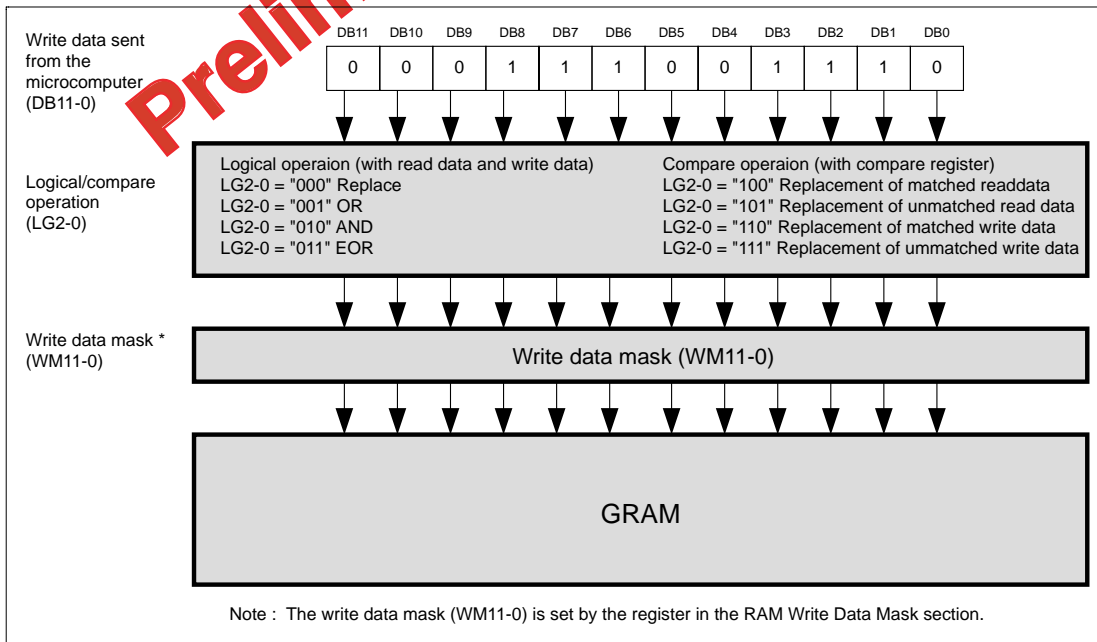 Prelim
Write data sent
from the
microcomputer
(DB11-0)
DB11 DB10 DB9 DB8 DB7 DB6 DB5 DB4 DB3 DB2 DB1 DB0
0 0 0 1 1 1 0 0 1 1 1 0
Logical/compare
operation
(LG2-0)
Logical operaion (with read data and write data)
LG2-0 = "000" Replace
LG2-0 = "001" OR
LG2-0 = "010" AND
LG2-0 = "011" EOR
Compare operaion (with compare register)
LG2-0 = "100" Replacement of matched readdata
LG2-0 = "101" Replacement of unmatched read data
LG2-0 = "110" Replacement of matched write data
LG2-0 = "111" Replacement of ummatched write data
Write data mask *
(WM11-0)
Write data mask (WM11-0)
GRAM
Note : The write data mask (WM11-0) is set by the register in the RAM Write Data Mask section.